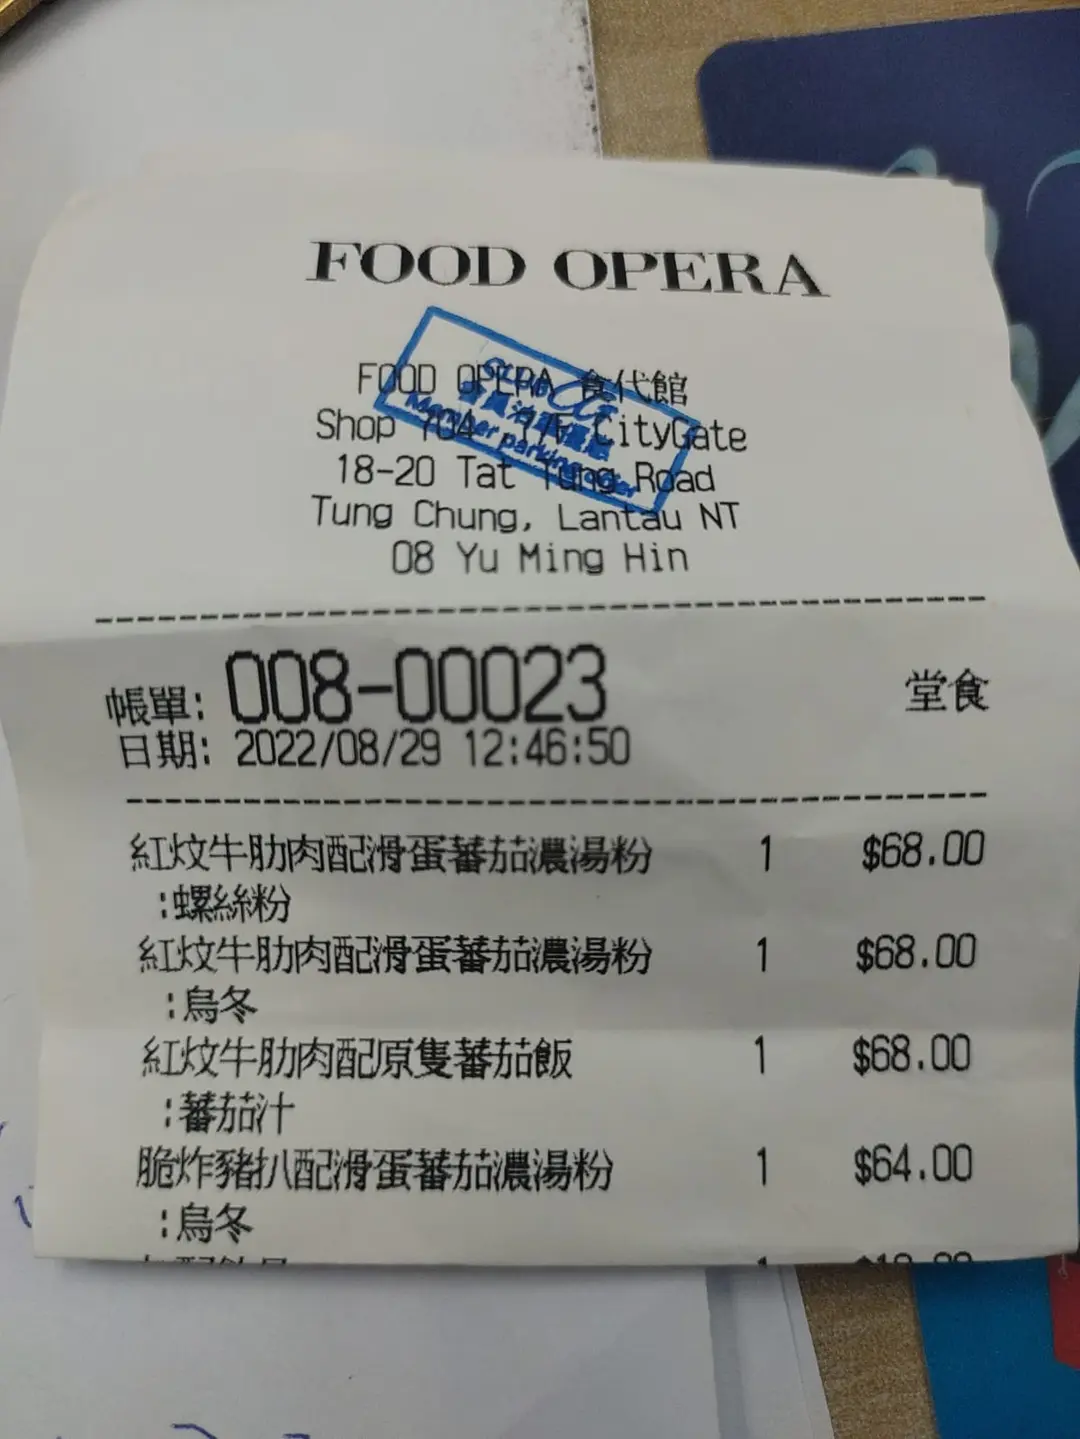 FOOD OPERA
FOOD OPERA 食代館
Shop 704 7/F CityGate
18-20 Tat Tung Road
Tung Chung, Lantau NT
08 Yu Ming Hin
Member parking offer
帳單: 008-00023 堂食
日期: 2022/08/29 12:46:50
紅炆牛肋肉配滑蛋蕃茄濃湯粉 1 $68.00
:螺絲粉
紅炆牛肋肉配滑蛋蕃茄濃湯粉 1 $68.00
:烏冬
紅炆牛肋肉配原隻蕃茄飯 1 $68.00
:蕃茄汁
脆炸豬扒配滑蛋蕃茄濃湯粉 1 $64.00
:烏冬